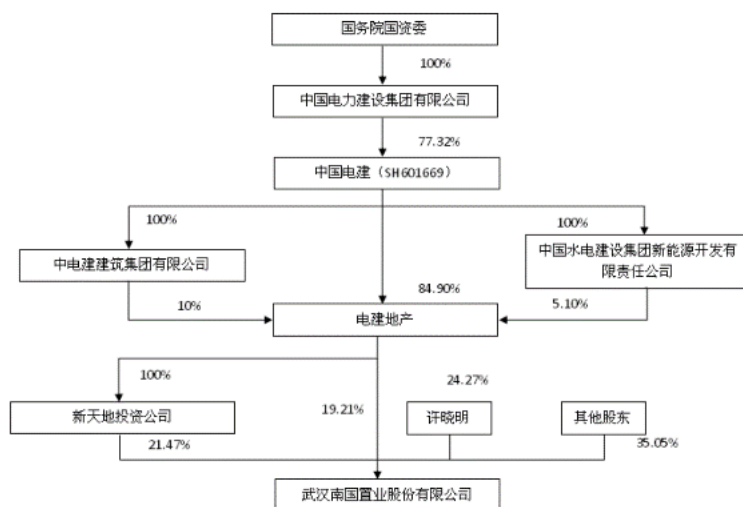 国务院国资委
100%
中国电力建设集团有限公司
77.32%
中国电建（SH601669）
100%
100%
中电建建筑集团有限公司
中国水电建设集团新能源开发有
限责任公司
84.90%
10%
5.10%
电建地产
100%
24.27%
19.21%
新天地投资公司
许晓明
其他股东
21.47%
35.05%
武汉南国置业股份有限公司